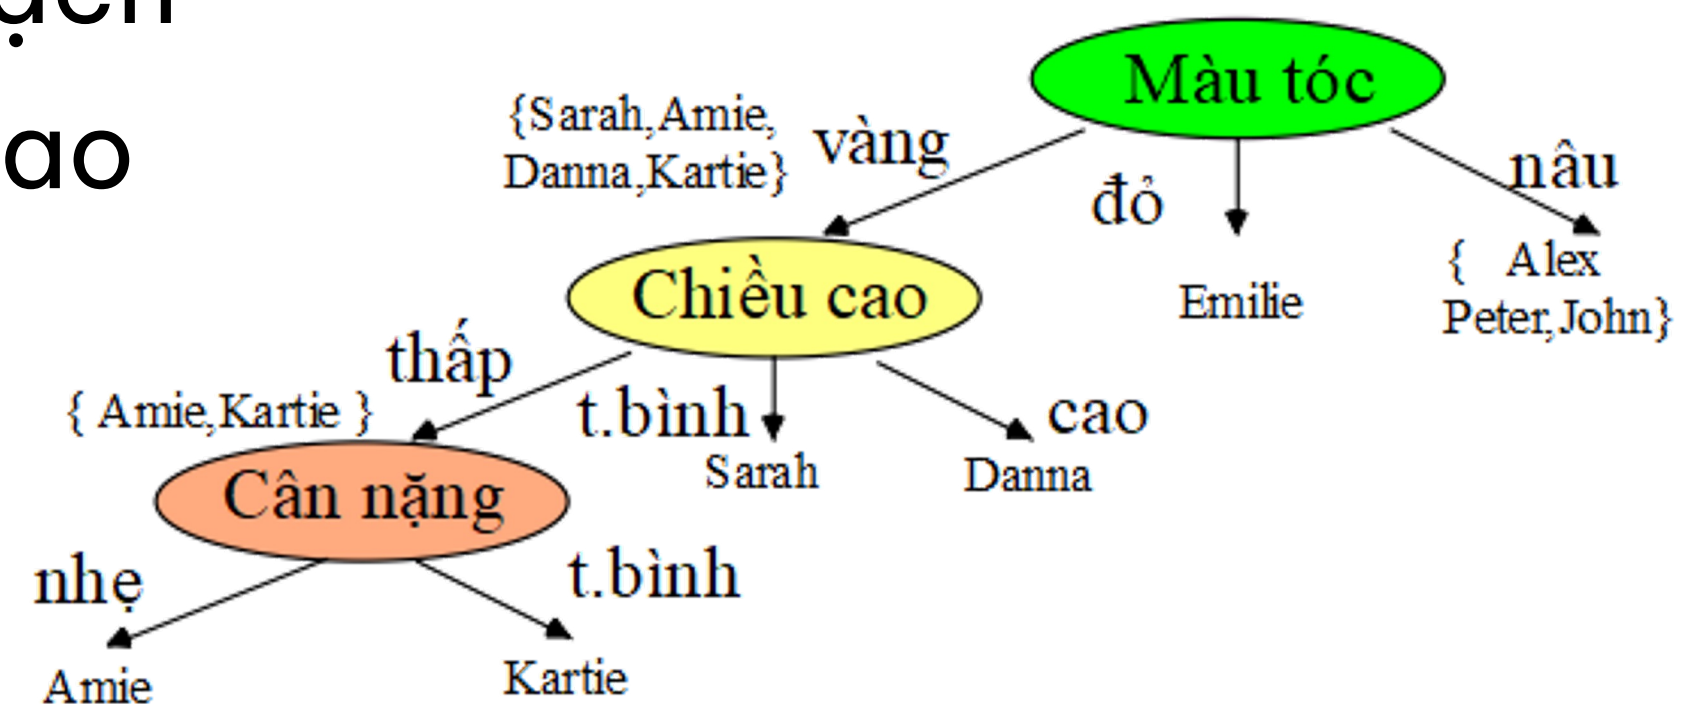 ao
Màu tóc
{Sarah,Amie,
Danna,Kartie}
vàng
đỏ
nâu
Chiều cao
Emilie
{ Alex
Peter,John}
thấp
{ Amie,Kartie }
t.bình
cao
Sarah
Danna
Cân nặng
nhẹ
t.bình
Amie
Kartie